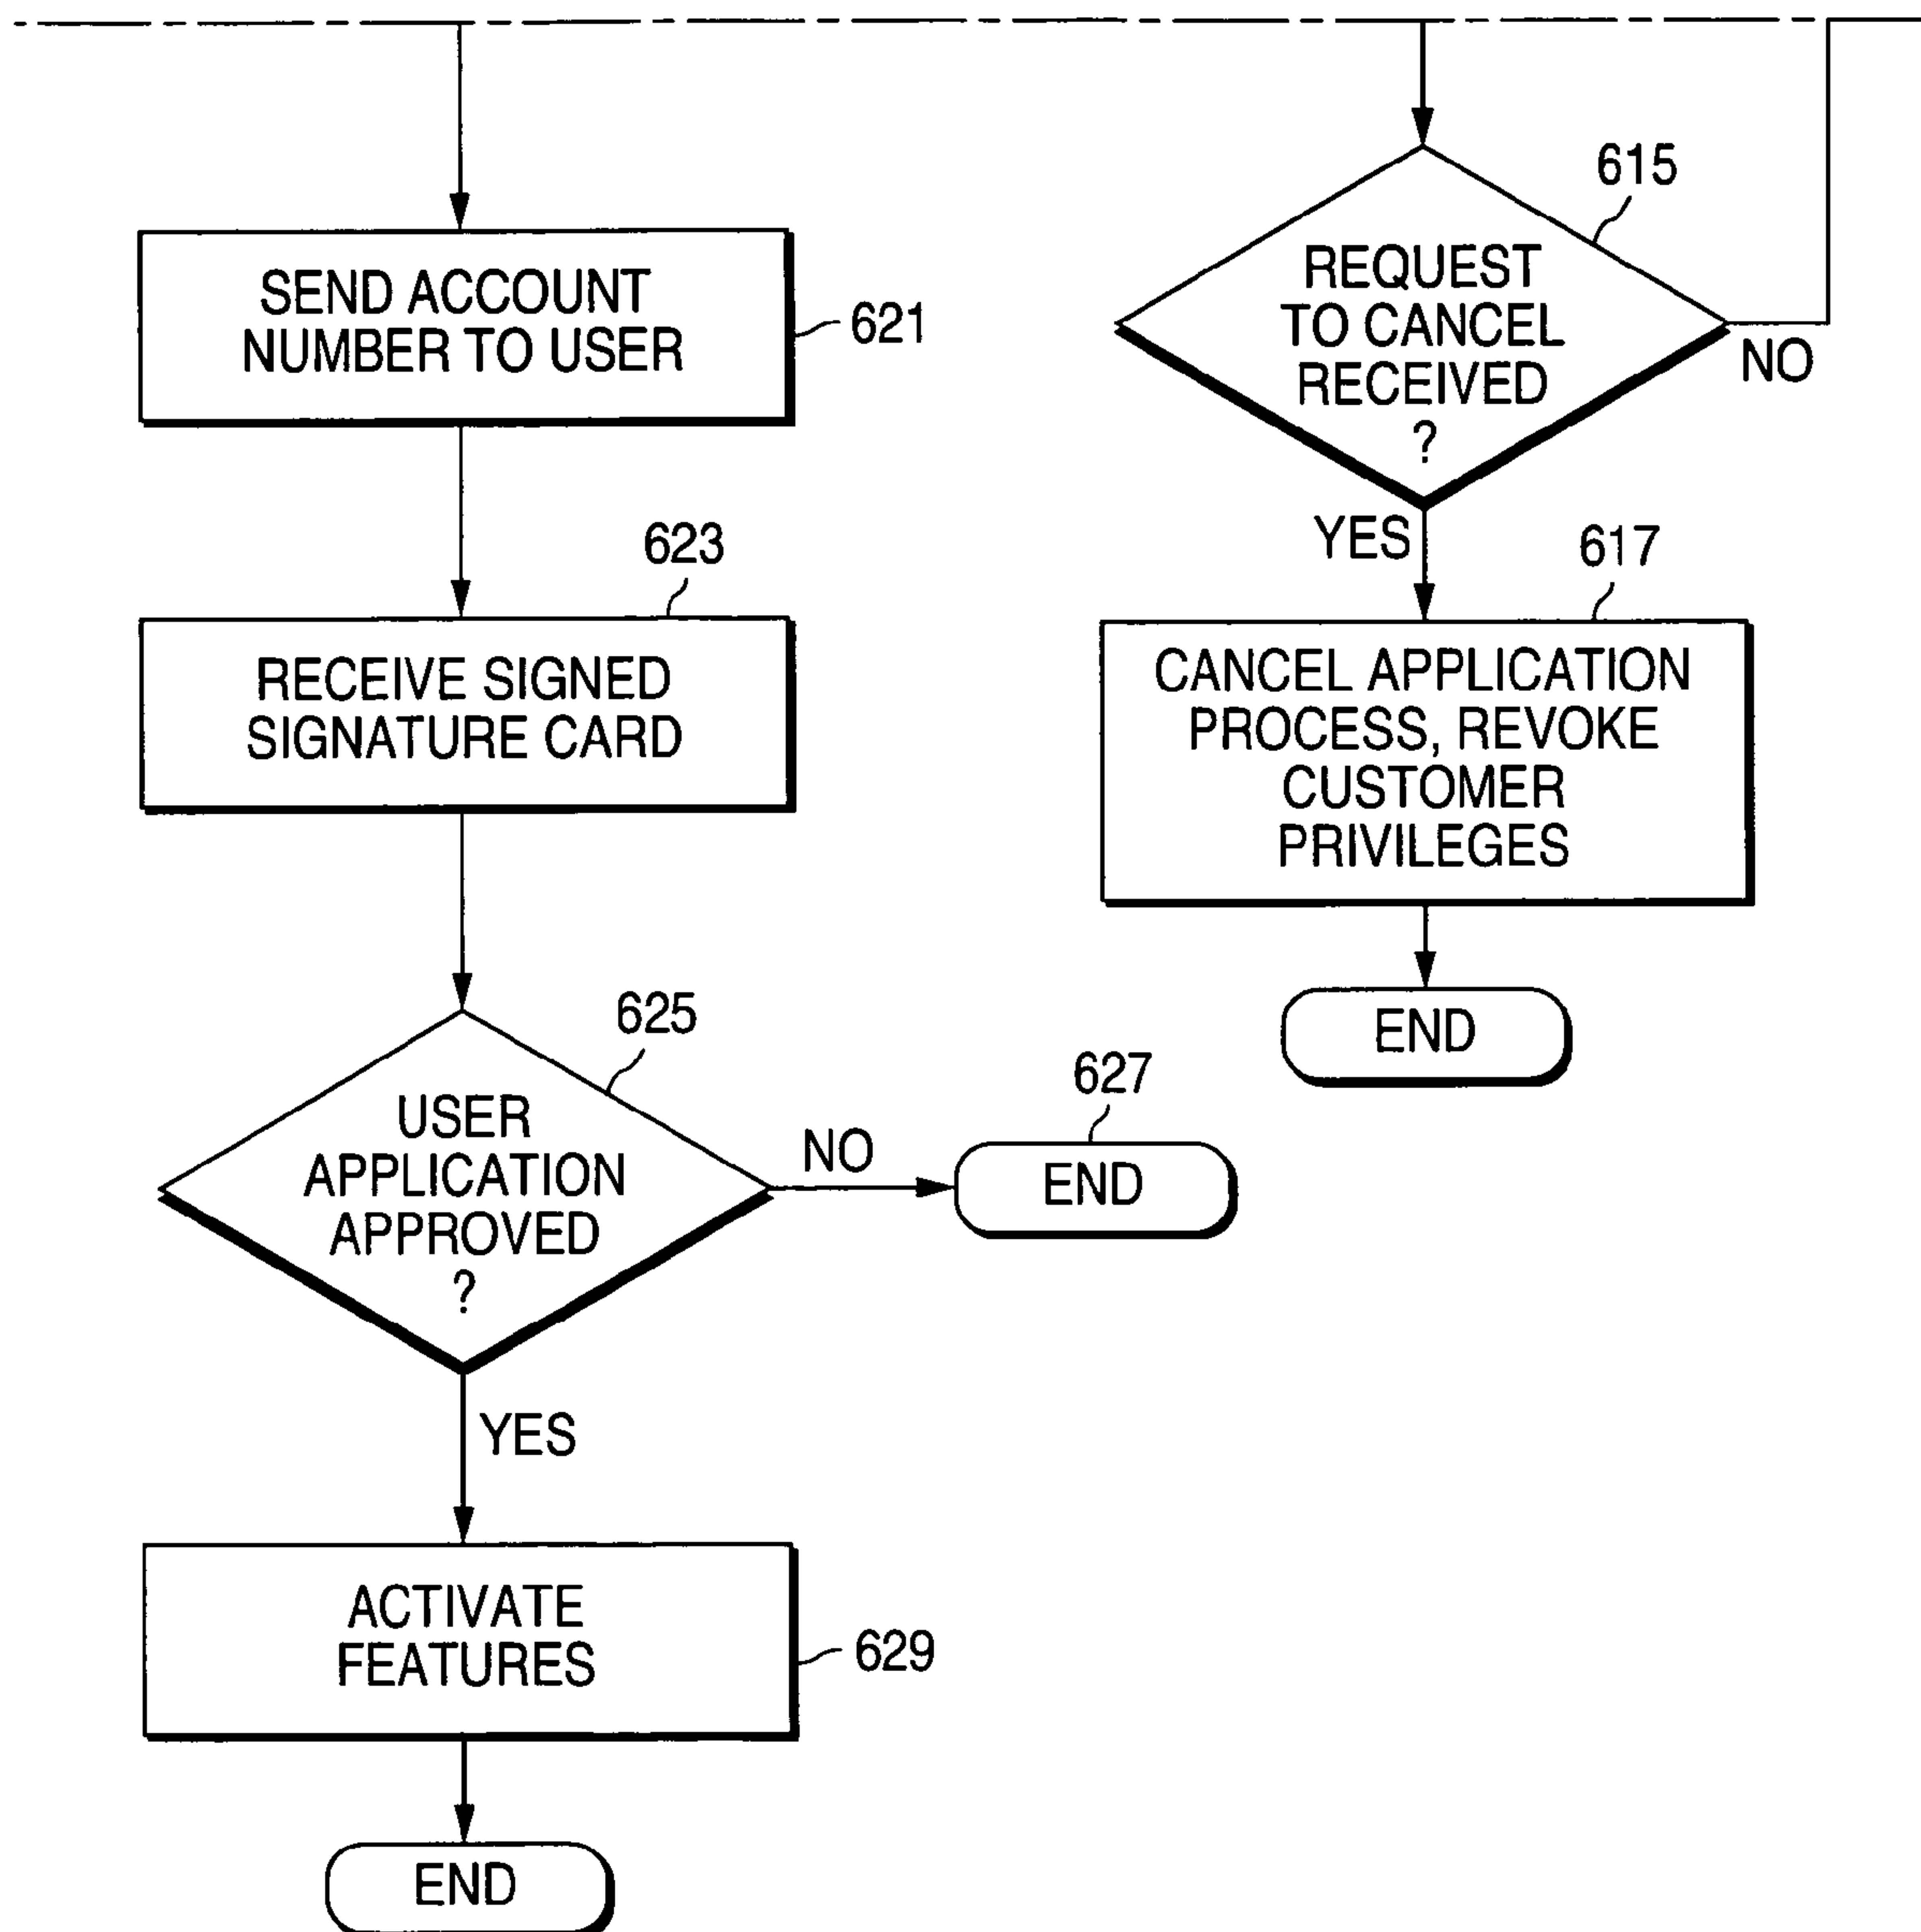 SEND ACCOUNT
NUMBER TO USER
621
623
RECEIVE SIGNED
SIGNATURE CARD
625
USER
APPLICATION
APPROVED
?
NO
627
END
YES
ACTIVATE
FEATURES
629
END
615
REQUEST
TO CANCEL
RECEIVED
?
NO
YES
617
CANCEL APPLICATION
PROCESS, REVOKE
CUSTOMER
PRIVILEGES
END